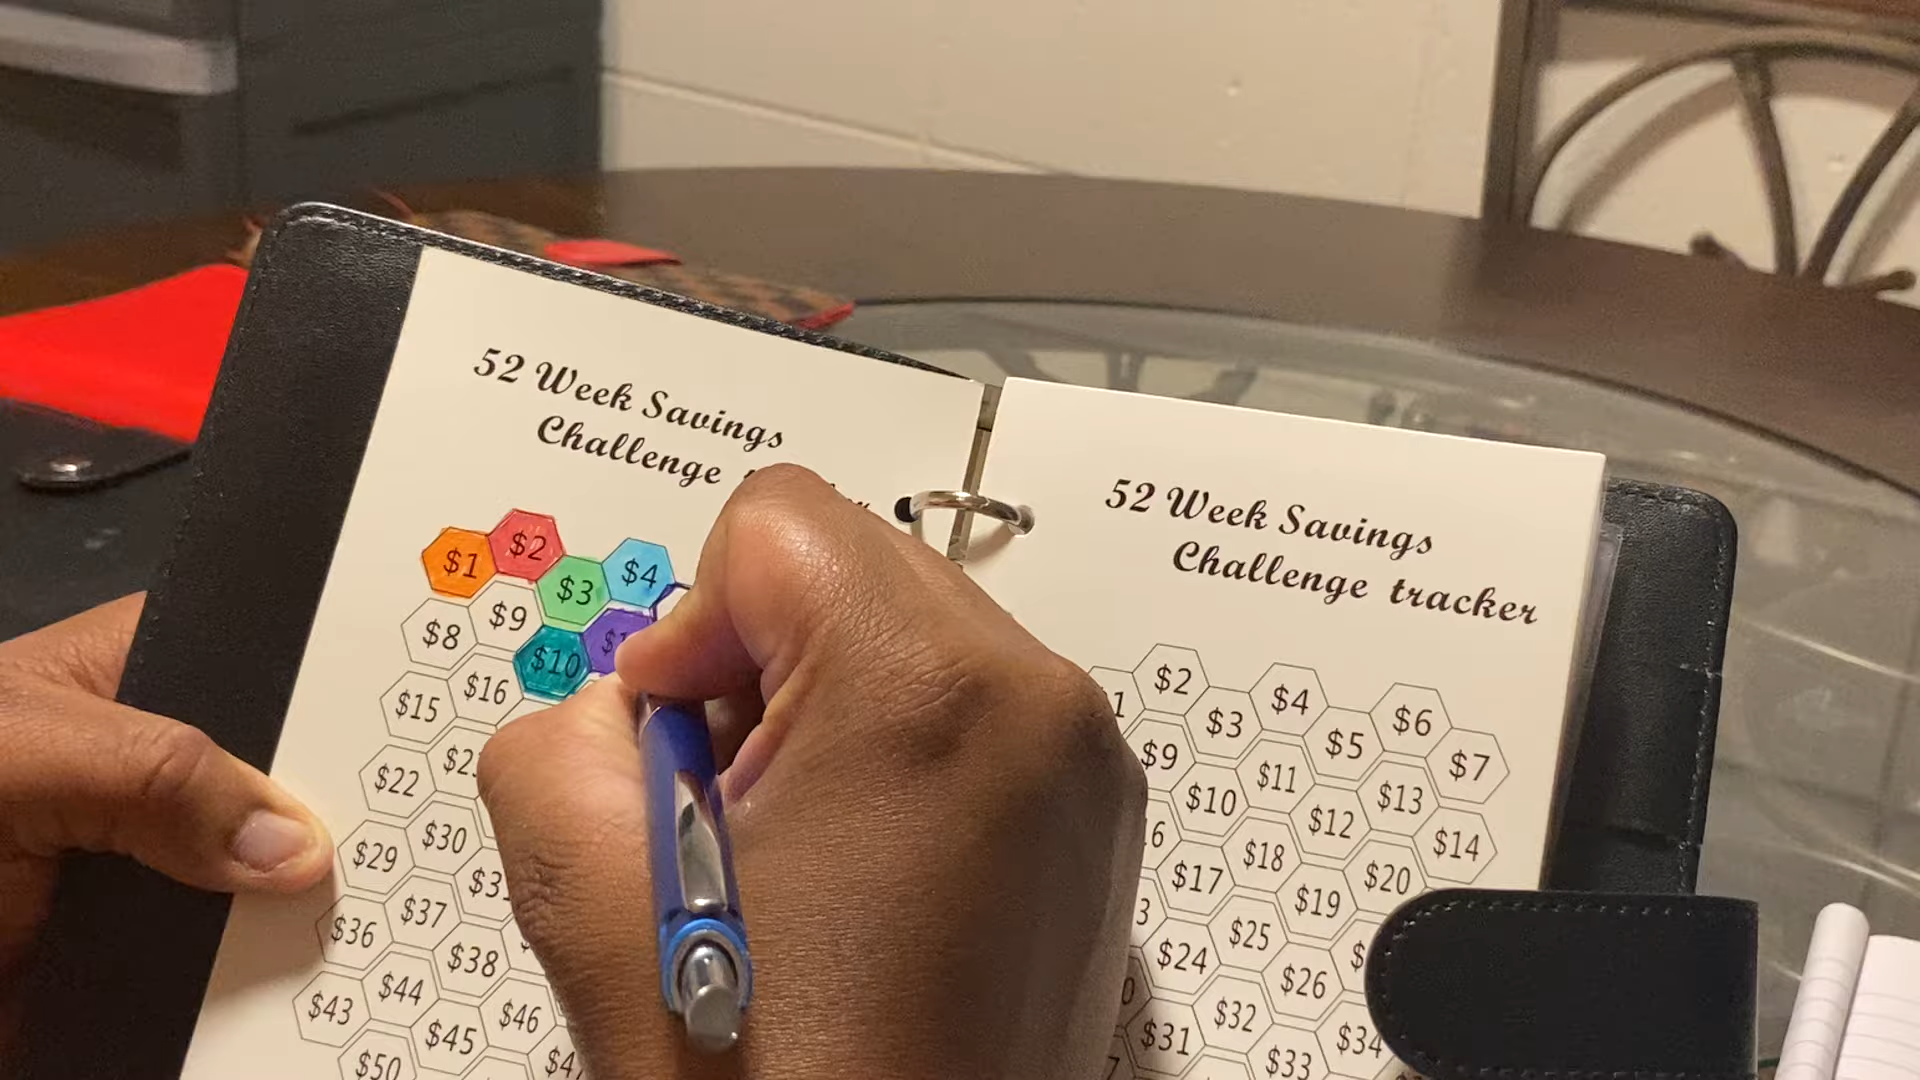 52 Week Savings
Challenge
$1 $2 $3 $4
$8 $9 $10
$15 $16
$22
$29 $30
$36 $37 $38
$43 $44 $45 $46
$50
52 Week Savings
Challenge tracker
$2 $3 $4 $5 $6 $7
$9 $10 $11 $12 $13 $14
$17 $18 $19 $20
$24 $25 $26
$31 $32 $33 $34